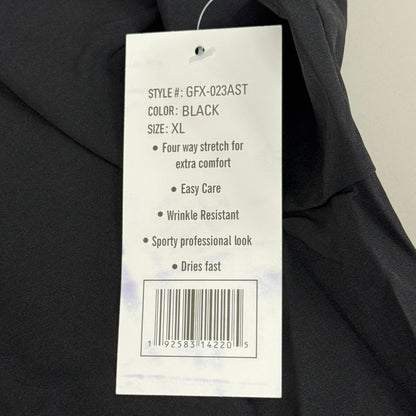 STYLE #: GFX-023AST
COLOR: BLACK
SIZE: XL
• Four way stretch for
extra comfort
• Easy Care
• Wrinkle Resistant
• Sporty professional look
• Dries fast
1 92583 14220 5